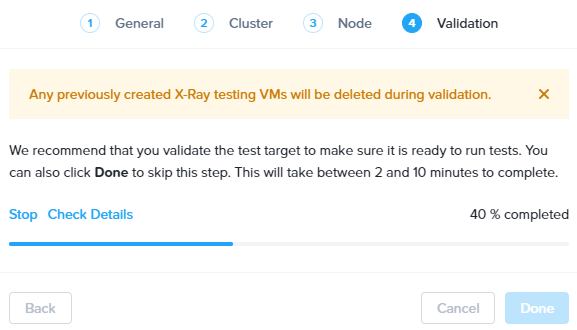 1 General 2 Cluster 3 Node 4 Validation
Any previously created X-Ray testing VMs will be deleted during validation.
We recommend that you validate the test target to make sure it is ready to run tests. You
can also click Done to skip this step. This will take between 2 and 10 minutes to complete.
Stop Check Details 40 % completed
Back Cancel Done